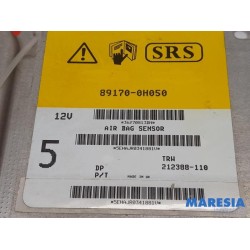 SRS
89170-0H050
12V
AIR BAG SENSOR
5
TRW
DP
212388-110
P/T
MARESIA